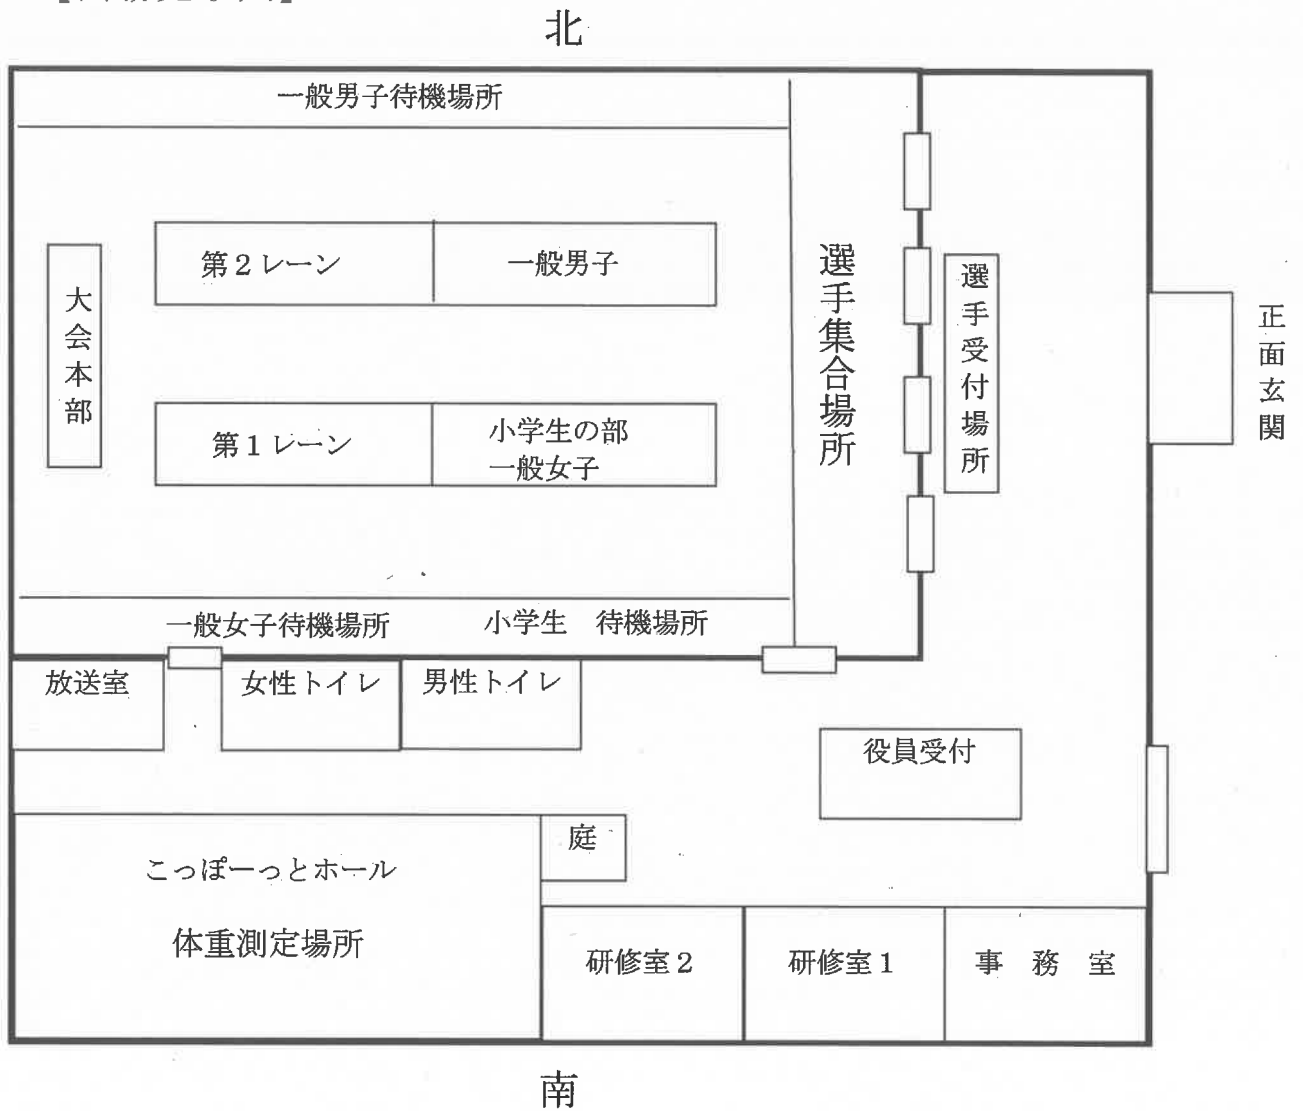 北
一般男子待機場所
第2レーン
一般男子
大会本部
第1レーン
小学生の部
一般女子
選手集合場所
選手受付場所
正面玄関
一般女子待機場所
小学生　待機場所
放送室
女性トイレ
男性トイレ
役員受付
庭
こっぽーっとホール
体重測定場所
研修室2
研修室1
事　務　室
南